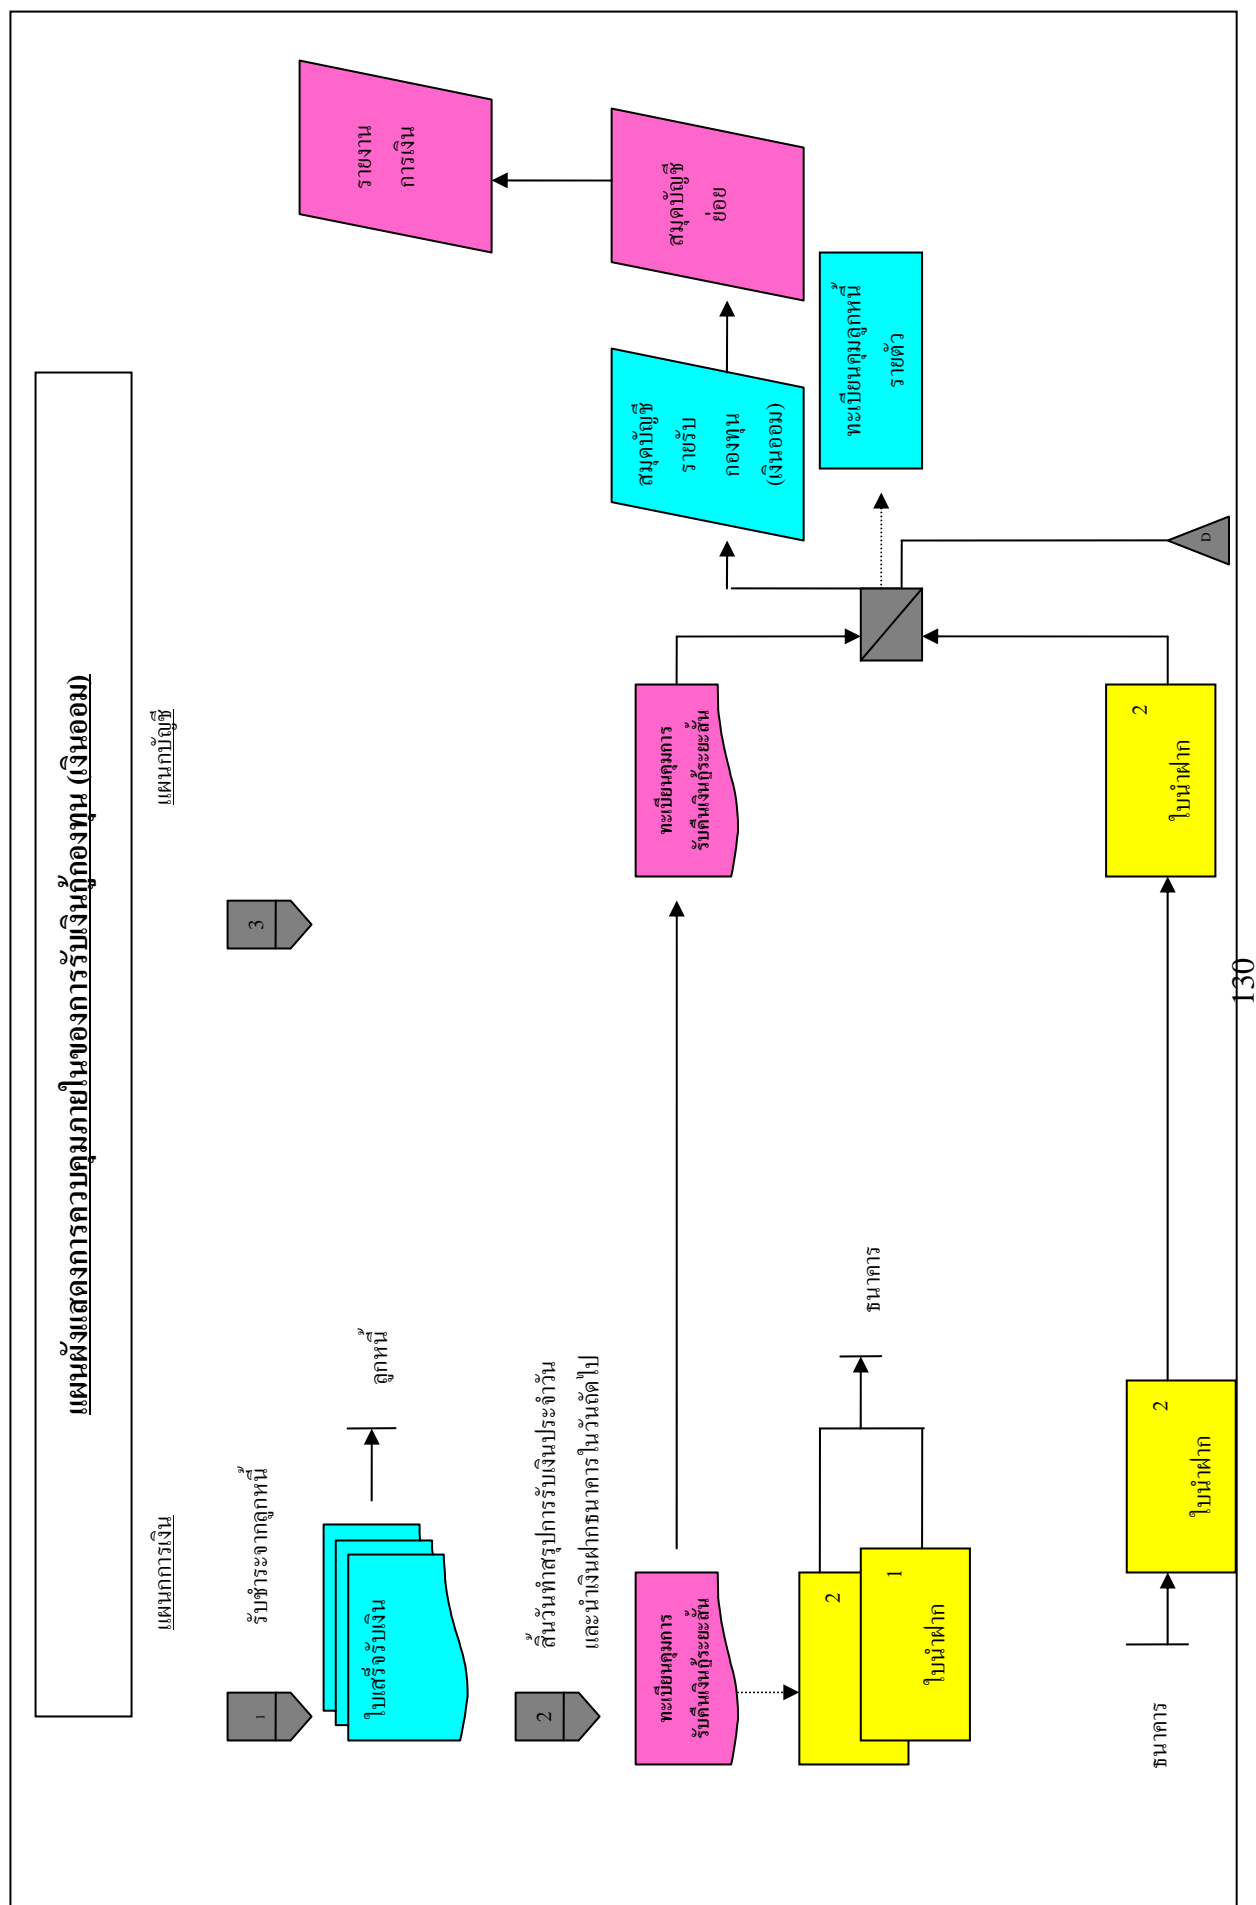 แผนผังแสดงการควบคุมภายในของการรับเงินกู้กองทุน (เงินออม)
แผนกการเงิน
แผนกบัญชี
1
รับชำระจากลูกหนี้
3
ใบเสร็จรับเงิน
ลูกหนี้
รายงาน
การเงิน
2
สิ้นวันทำสรุปการรับเงินประจำวัน
และนำเงินฝากธนาคารในวันถัดไป
ทะเบียนคุมการ
รับคืนเงินกู้ระยะสั้น
ทะเบียนคุมการ
รับคืนเงินกู้ระยะสั้น
สมุดบัญชี
รายรับ
กองทุน
(เงินออม)
สมุดบัญชี
ย่อย
2
1
ใบนำฝาก
ธนาคาร
ทะเบียนคุมลูกหนี้
รายตัว
ธนาคาร
2
ใบนำฝาก
2
ใบนำฝาก
D
130